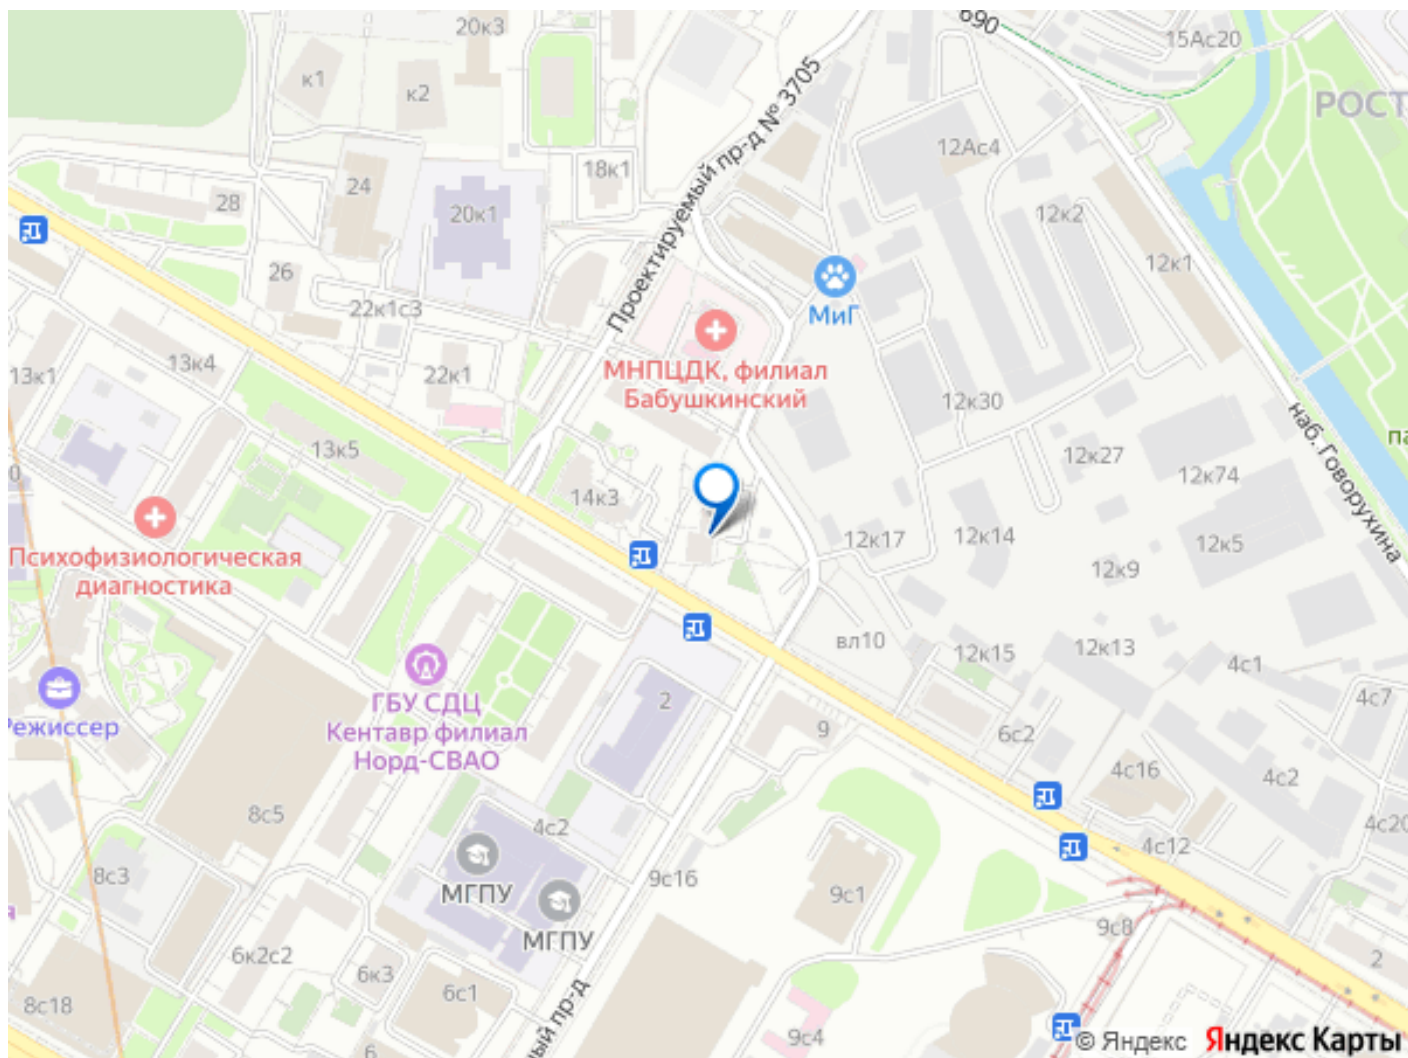 20к3
690
15Ас20
к1
к2
Проектируемый пр-д № 3705
РОСТ
12Ас4
18к1
24
28
20к1
12к2
12к1
26
МиГ
22к1с3
МНПЦДК, филиал
Бабушкинский
13к4
13к1
22к1
12к30
наб. Говорухина
па
13к5
12к27
12к74
0
14к3
12к17
12к14
12к5
Психофизиологическая
диагностика
12к9
вл10
12к15
12к13
4с1
ГБУ СДЦ
Кентавр филиал
Норд-СВАО
2
4с7
Режиссер
9
6с2
4с16
4с2
8с5
4с2
4с20
4с12
8с3
МГПУ
9с16
9с1
я
МГПУ
9с8
6к2с2
6к3
2
6с1
8с18
ный пр-д
9с4
6
© Яндекс Яндекс Карты